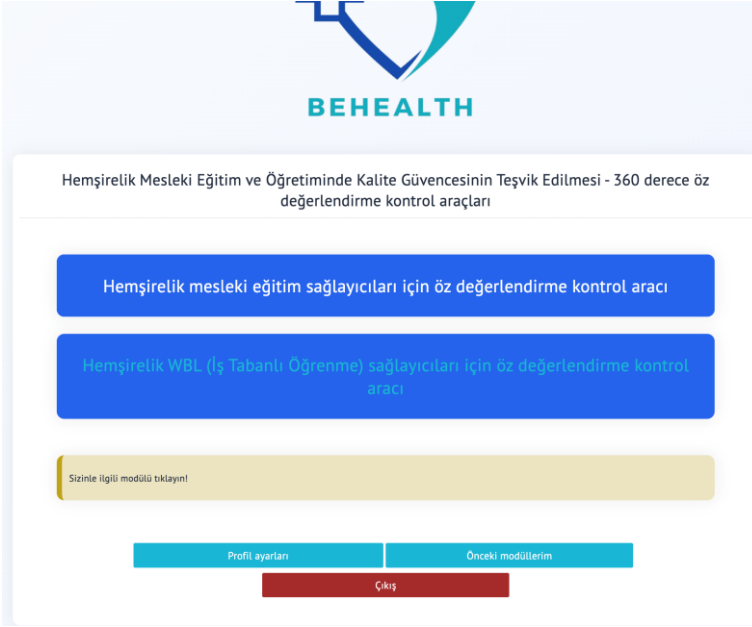 BEHEALTH
Hemşirelik Mesleki Eğitim ve Öğretiminde Kalite Güvencesinin Teşvik Edilmesi - 360 derece öz
değerlendirme kontrol araçları
Hemşirelik mesleki eğitim sağlayıcıları için öz değerlendirme kontrol aracı
Hemşirelik WBL (İş Tabanlı Öğrenme) sağlayıcıları için öz değerlendirme kontrol
aracı
Sizinle ilgili modülü tıklayın!
Profil ayarları
Önceki modüllerim
Çıkış